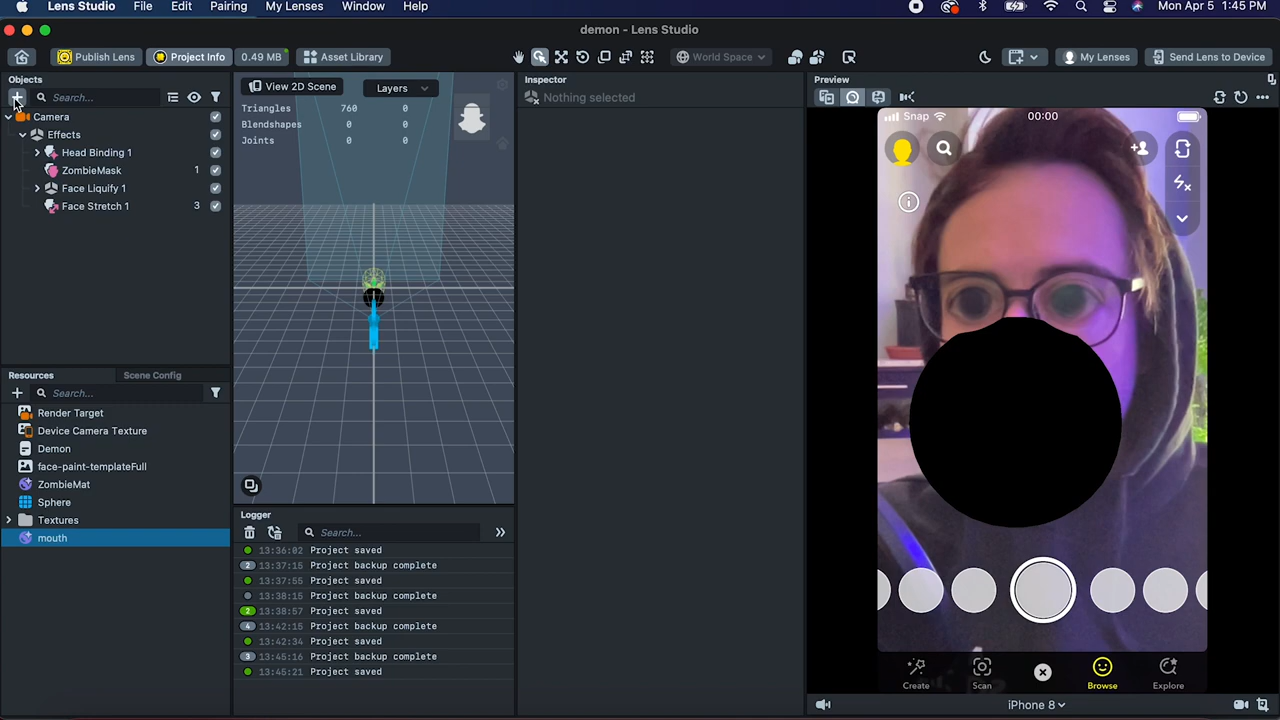 Lens Studio File Edit Pairing My Lenses Window Help Mon Apr 5 1:45 PM
demon - Lens Studio
Publish Lens Project Info 0.49 MB Asset Library World Space My Lenses Send Lens to Device
Objects
Search...
Camera
Effects
Head Binding 1
ZombieMask 1
Face Liquify 1
Face Stretch 1 3
Resources Scene Config
Search...
Render Target
Device Camera Texture
Demon
face-paint-templateFull
ZombieMat
Sphere
Textures
mouth
View 2D Scene Layers
Triangles 760 0
Blendshapes 0 0
Joints 0 0
Logger
Search...
13:36:02 Project saved
2 13:37:15 Project backup complete
13:37:55 Project saved
13:38:15 Project backup complete
2 13:38:57 Project saved
4 13:42:15 Project backup complete
13:42:34 Project saved
3 13:45:16 Project backup complete
13:45:21 Project saved
Inspector
Nothing selected
Preview
Snap 00:00
Create Scan Browse Explore
iPhone 8